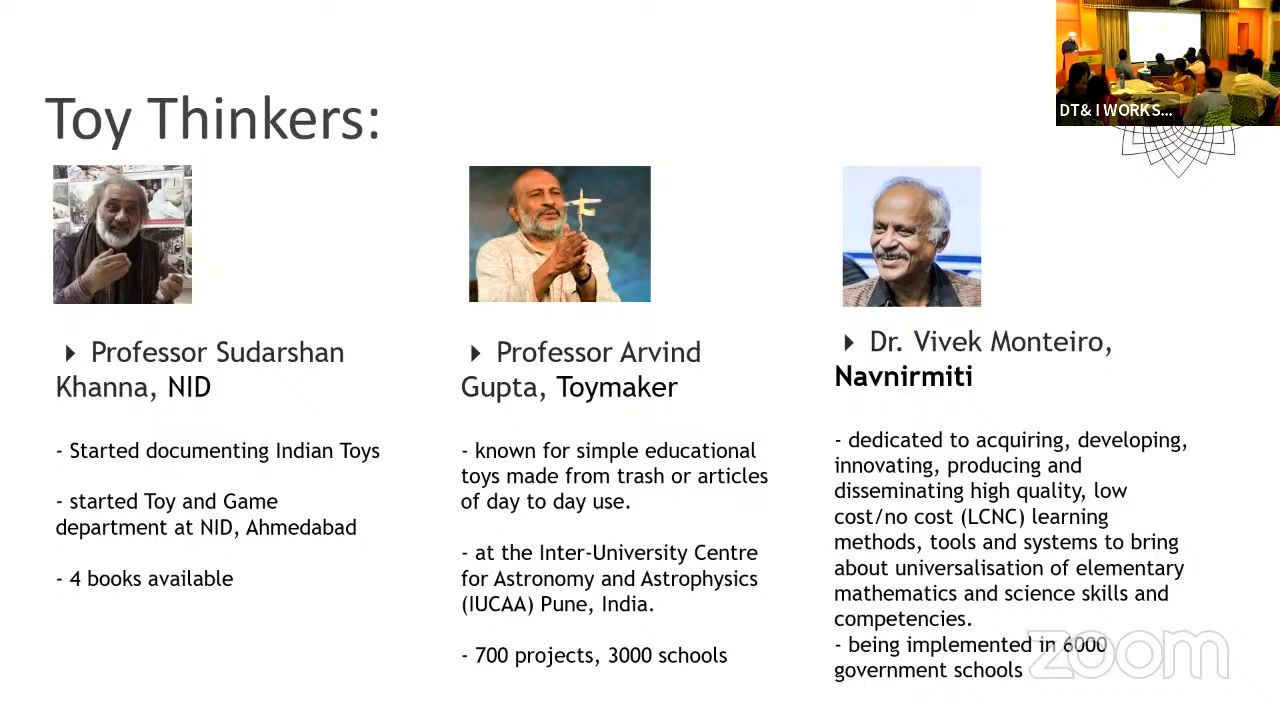 DT& I WORKS...
Toy Thinkers:
Professor Sudarshan
Khanna, NID
- Started documenting Indian Toys
- started Toy and Game
department at NID, Ahmedabad
- 4 books available
Professor Arvind
Gupta, Toymaker
- known for simple educational
toys made from trash or articles
of day to day use.
- at the Inter-University Centre
for Astronomy and Astrophysics
(IUCAA) Pune, India.
- 700 projects, 3000 schools
Dr. Vivek Monteiro,
Navnirmiti
- dedicated to acquiring, developing,
innovating, producing and
disseminating high quality, low
cost/no cost (LCNC) learning
methods, tools and systems to bring
about universalisation of elementary
mathematics and science skills and
competencies.
- being implemented in 6000
government schools
zoom